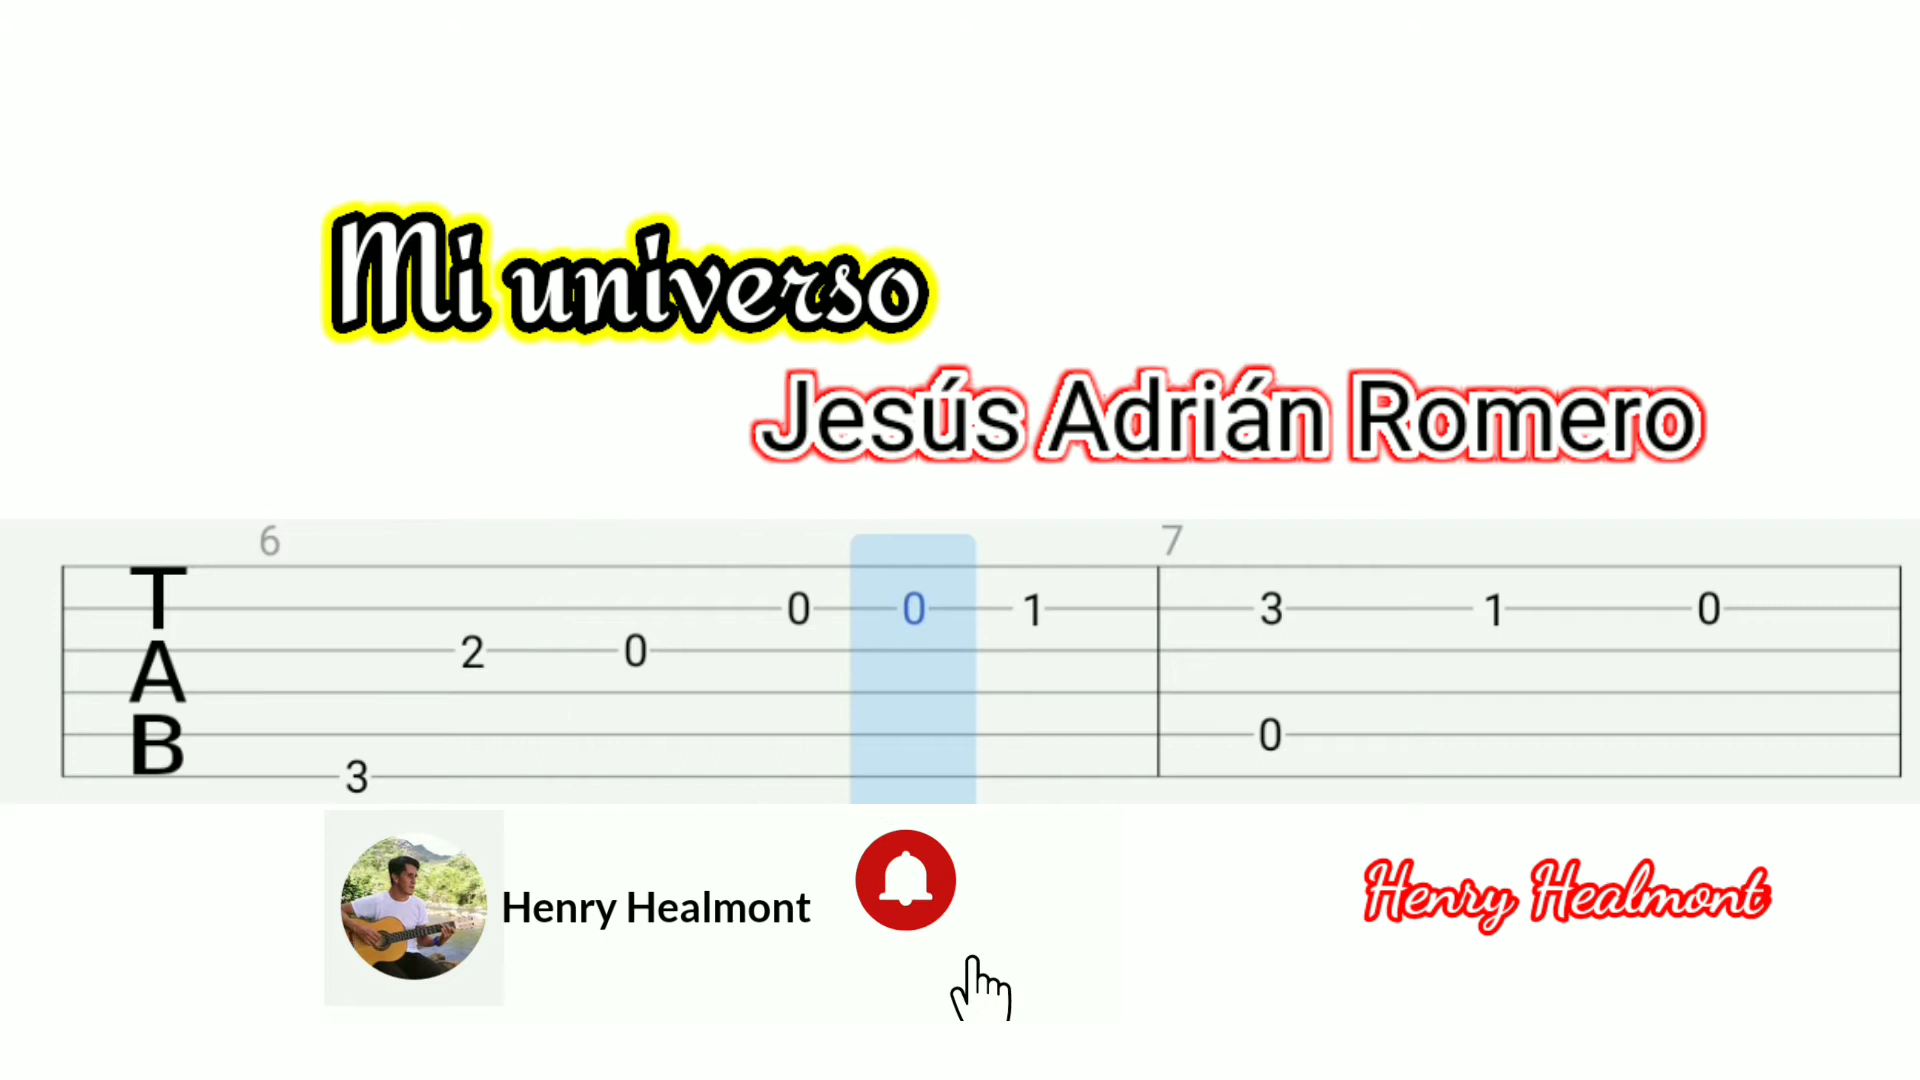 Mi universo
Jesús Adrián Romero
6 7
T
A
B
0 0 1 3 1 0
2 0
0
3
Henry Healmont
Henry Healmont